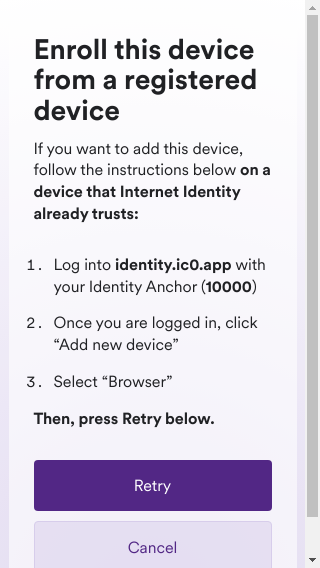 Enroll this device
from a registered
device
If you want to add this device,
follow the instructions below on a
device that Internet Identity
already trusts:
1. Log into identity.ic0.app with
your Identity Anchor (10000)
2. Once you are logged in, click
“Add new device”
3. Select “Browser”
Then, press Retry below.
Retry
Cancel